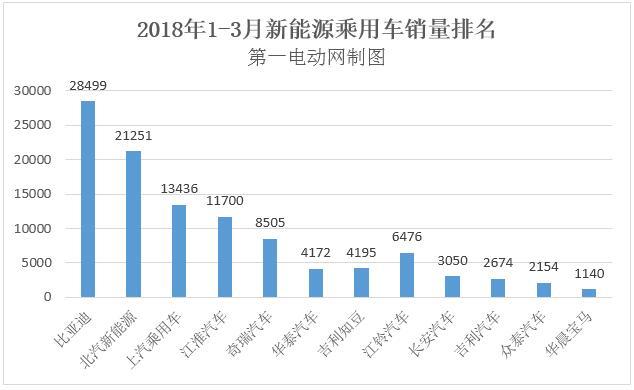 2018年1-3月新能源乘用车销量排名
第一电动网制图
30000
25000
20000
15000
10000
5000
0
28499
21251
13436
11700
8505
4172
4195
6476
3050
2674
2154
1140
比亚迪
北汽新能源
上汽乘用车
江淮汽车
奇瑞汽车
华泰汽车
吉利知豆
江铃汽车
长安汽车
吉利汽车
众泰汽车
华晨宝马